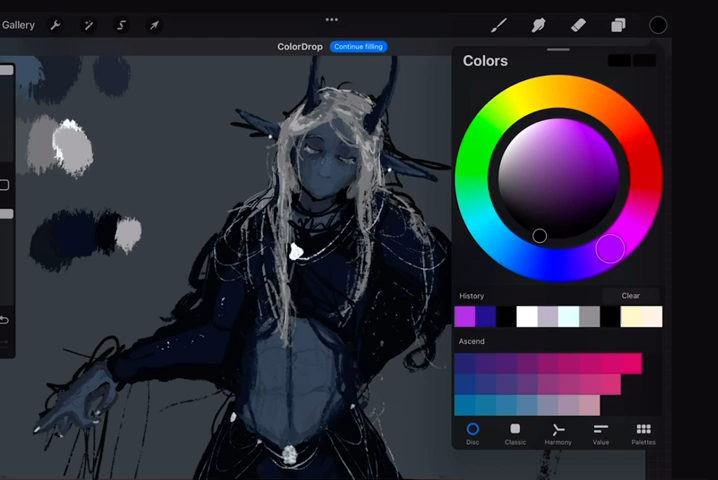 Gallery
ColorDrop Continue filling
Colors
History Clear
Ascend
Disc Classic Harmony Value Palettes